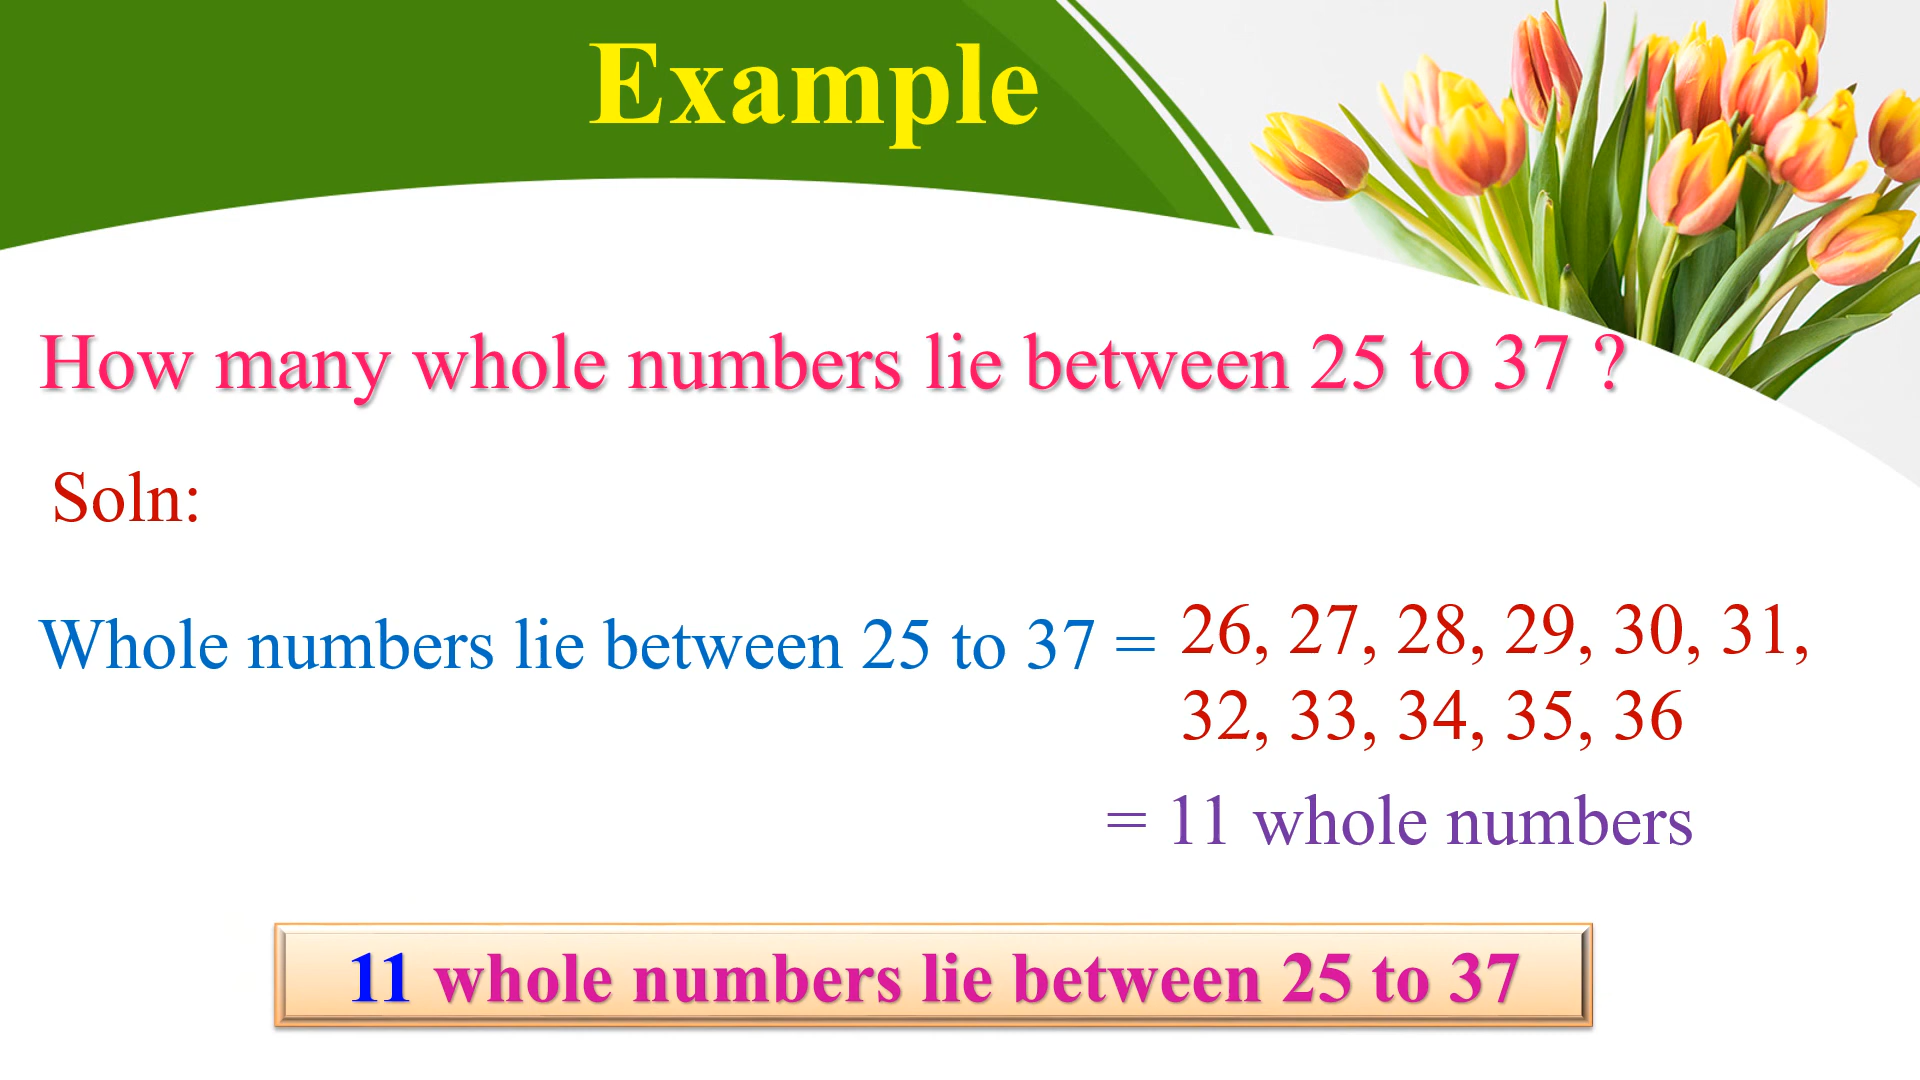 Example
How many whole numbers lie between 25 to 37 ?
Soln:
Whole numbers lie between 25 to 37 = 26, 27, 28, 29, 30, 31,
32, 33, 34, 35, 36
= 11 whole numbers
11 whole numbers lie between 25 to 37